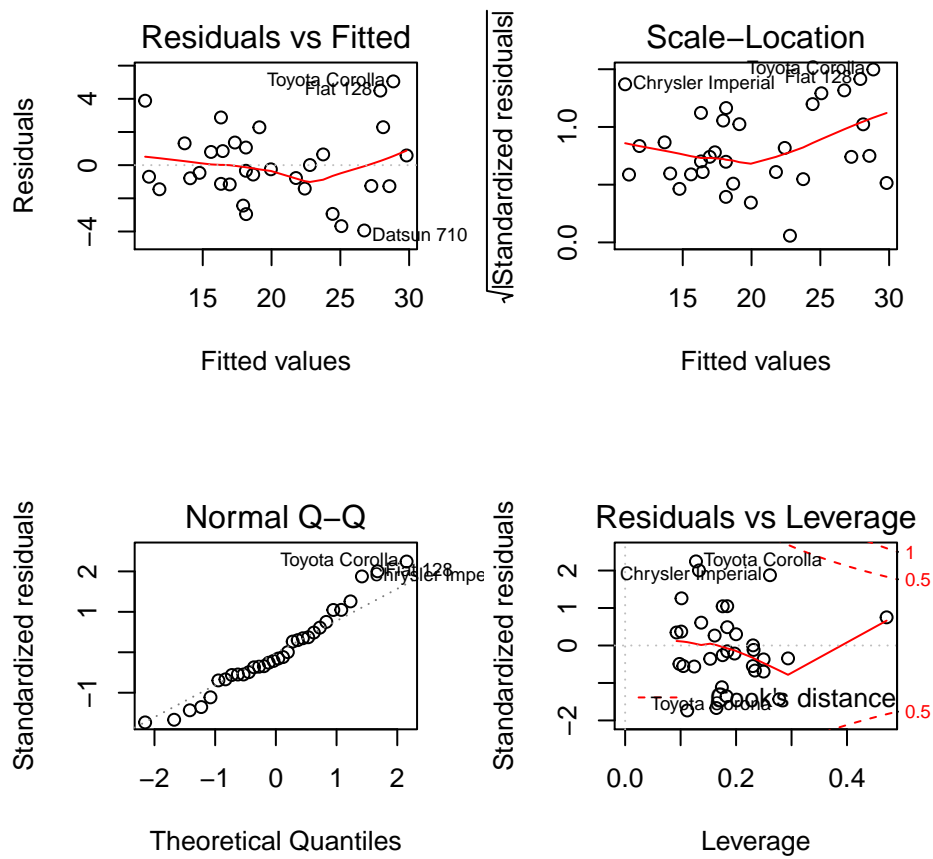 Residuals vs Fitted
Residuals
4
0
−4
Toyota Corolla
Fiat 128
Datsun 710
15 20 25 30
Fitted values
Scale−Location
√|Standardized residuals|
1.0
0.0
Toyota Corolla
Fiat 128
Chrysler Imperial
15 20 25 30
Fitted values
Normal Q−Q
Standardized residuals
2
1
−1
Toyota Corolla
Fiat 128
Chrysler Impe
−2 −1 0 1 2
Theoretical Quantiles
Residuals vs Leverage
Standardized residuals
2
1
0
−2
Toyota Corolla
Chrysler Imperial
Toyota Corona
Cook's distance
1
0.5
0.5
0.0 0.2 0.4
Leverage